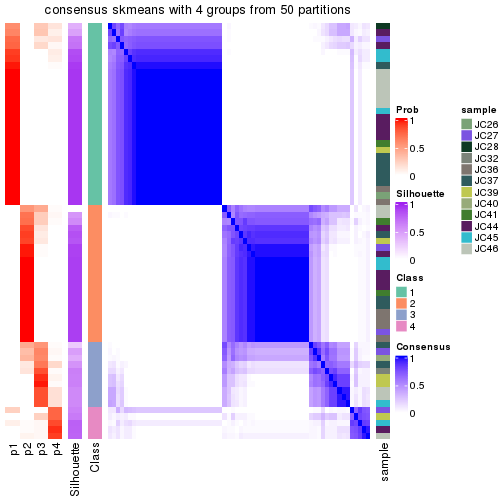 consensus skmeans with 4 groups from 50 partitions
Prob
1
0.5
0
Silhouette
1
0.5
0
Class
1
2
3
4
Consensus
1
0.5
0
sample
JC26
JC27
JC28
JC32
JC36
JC37
JC39
JC40
JC41
JC44
JC45
JC46
p1
p2
p3
p4
Silhouette
Class
sample